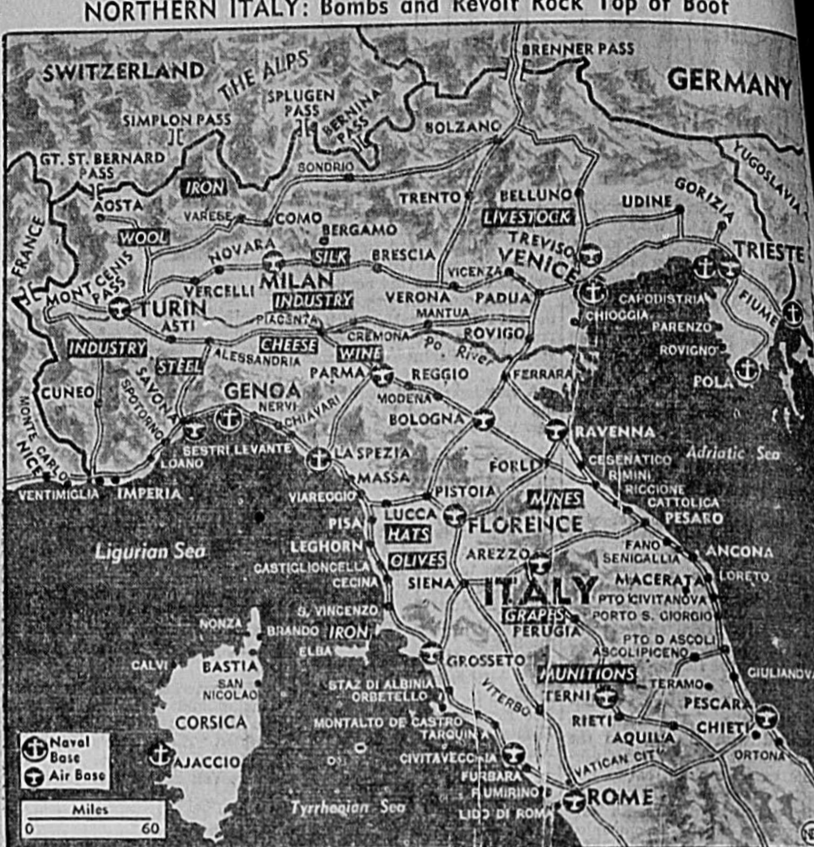 NORTHERN ITALY: Bombs and Revolt Rock Top of Boot
BRENNER PASS
SWITZERLAND
THE ALPS
GERMANY
SPLUGEN
PASS
BERNINA
PASS
SIMPLON PASS
BOLZANO
GT. ST. BERNARD
PASS
YUGOSLAVIA
SONDRIO
IRON
AOSTA
TRENTO
BELLUNO
UDINE
GORIZIA
VARESE
COMO
LIVESTOCK
FRANCE
WOOL
BERGAMO
TREVISO
TRIESTE
NOVARA
SILK
BRESCIA
VENICE
MONT CENIS
PASS
MILAN
VICENZA
VERCELLI
INDUSTRY
VERONA
PADUA
CAPODISTRIA
FIUME
TURIN
MANTUA
CHIOGGIA
ASTI
PIACENZA
CREMONA
ROVIGO
PARENZO
INDUSTRY
CHEESE
Po River
ROVIGNO
ALESSANDRIA
WINE
STEEL
PARMA
REGGIO
FERRARA
POLA
CUNEO
SAVONA
SPOTORNO
GENOA
MODENA
NERVI
CHIAVARI
BOLOGNA
MONTE CARLO
NICE
RAVENNA
SESTRI LEVANTE
LA SPEZIA
Adriatic Sea
LOANO
FORLI
CESENATICO
RIMINI
MASSA
VENTIMIGLIA
IMPERIA
RICCIONE
VIAREGGIO
PISTOIA
MINES
CATTOLICA
LUCCA
PESARO
PISA
FLORENCE
HATS
Ligurian Sea
LEGHORN
FANO
ANCONA
OLIVES
AREZZO
SENIGALLIA
CASTIGLIONCELLA
CECINA
SIENA
ITALY
MACERATA
LORETO
PTO CIVITANOVA
S. VINCENZO
GRAPES
PORTO S. GIORGIO
NONZA
BRANDO
IRON
PERUGIA
PTO D ASCOLI
ELBA
ASCOLIPICENO
CALVI
BASTIA
GROSSETO
MUNITIONS
GIULIANOVA
SAN
NICOLAO
STAZ DI ALBINIA
TERNI
TERAMO
ORBETELLO
VITERBO
PESCARA
CORSICA
MONTALTO DE CASTRO
RIETI
CHIETI
TARQUINIA
AQUILA
Naval
Base
AJACCIO
CIVITAVECCHIA
VATICAN CITY
ORTONA
Air Base
FURBARA
FIUMIRINO
ROME
Miles
Tyrrhenian Sea
LIDO DI ROMA
0 60